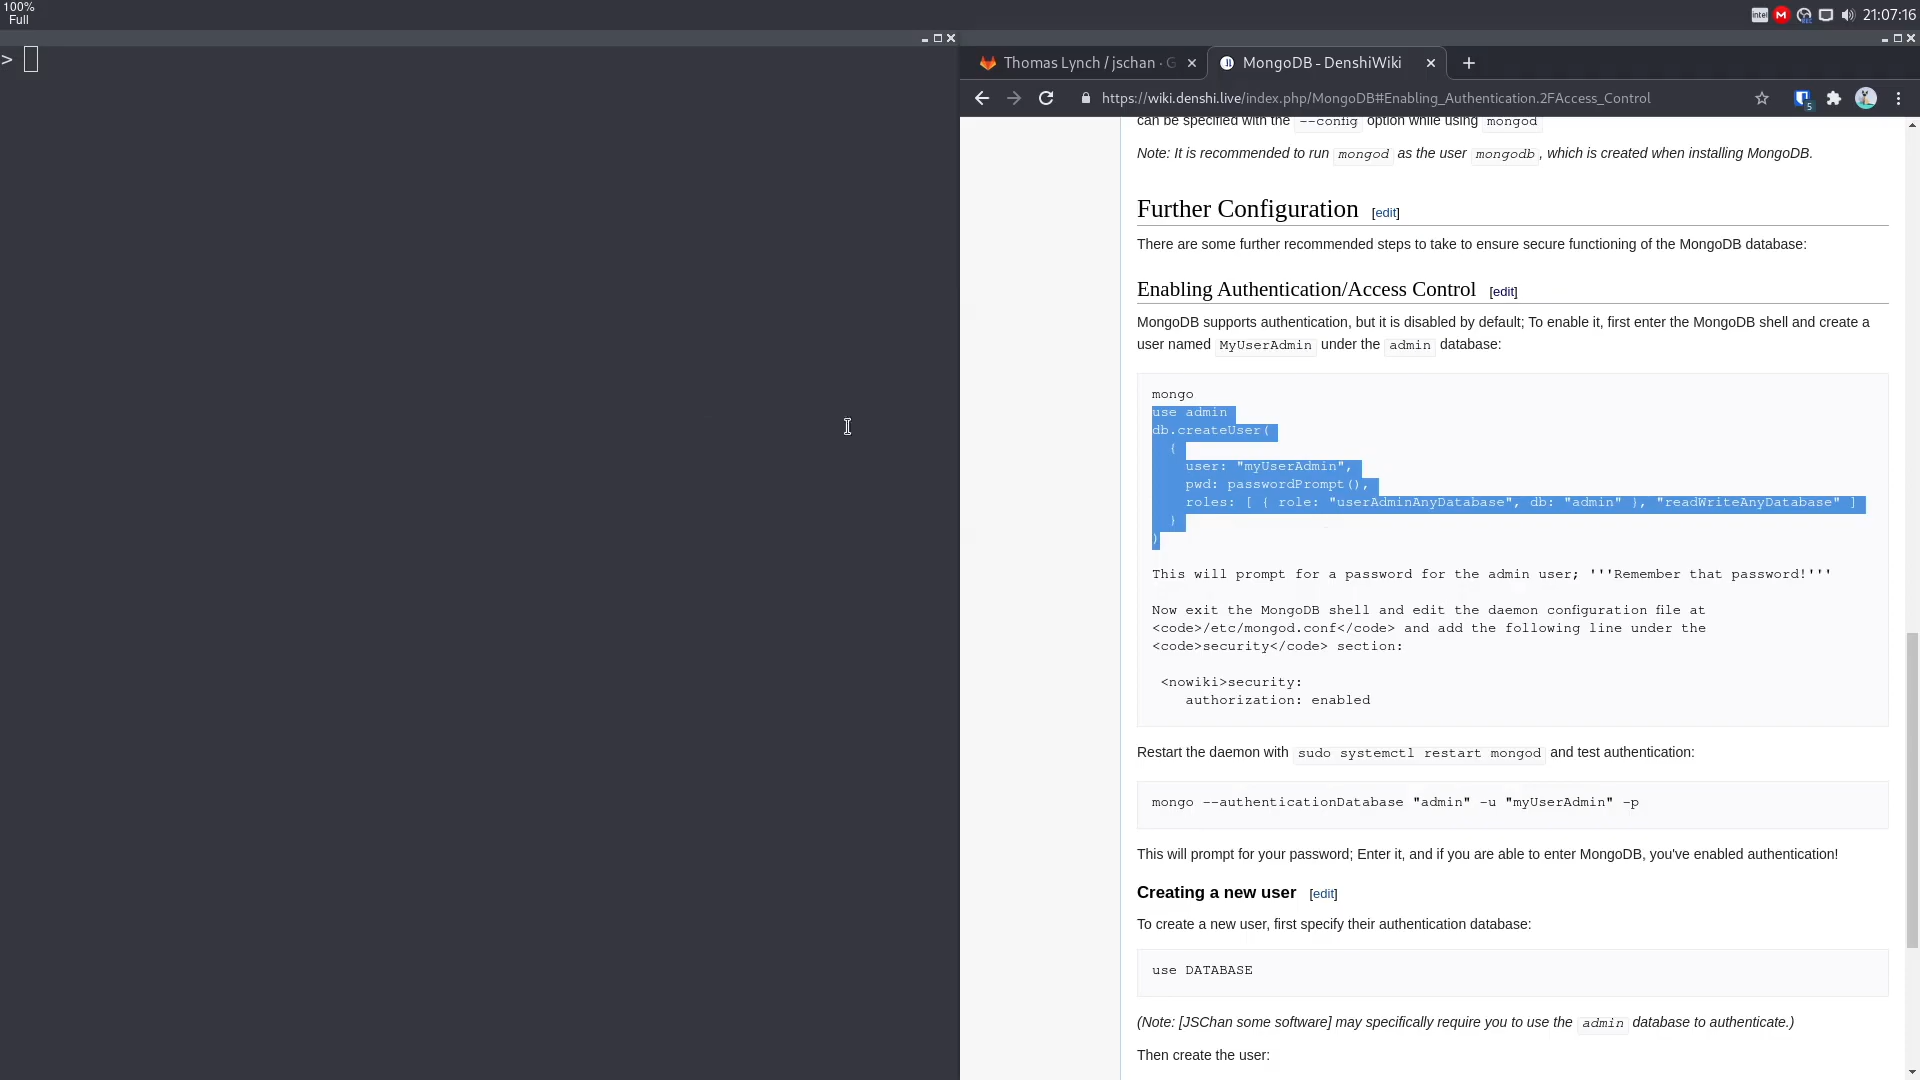 100%
Full
intel
M
21:07:16
>
Thomas Lynch / jschan · G
MongoDB - DenshiWiki
https://wiki.denshi.live/index.php/MongoDB#Enabling_Authentication.2FAccess_Control
5
can be specified with the --config option while using mongod
Note: It is recommended to run mongod as the user mongodb, which is created when installing MongoDB.
Further Configuration [edit]
There are some further recommended steps to take to ensure secure functioning of the MongoDB database:
Enabling Authentication/Access Control [edit]
MongoDB supports authentication, but it is disabled by default; To enable it, first enter the MongoDB shell and create a
user named MyUserAdmin under the admin database:
mongo
use admin
db.createUser(
  {
    user: "myUserAdmin",
    pwd: passwordPrompt(),
    roles: [ { role: "userAdminAnyDatabase", db: "admin" }, "readWriteAnyDatabase" ]
  }
)
This will prompt for a password for the admin user; '''Remember that password!'''
Now exit the MongoDB shell and edit the daemon configuration file at
<code>/etc/mongod.conf</code> and add the following line under the
<code>security</code> section:
 <nowiki>security:
    authorization: enabled
Restart the daemon with sudo systemctl restart mongod and test authentication:
mongo --authenticationDatabase "admin" -u "myUserAdmin" -p
This will prompt for your password; Enter it, and if you are able to enter MongoDB, you've enabled authentication!
Creating a new user [edit]
To create a new user, first specify their authentication database:
use DATABASE
(Note: [JSChan some software] may specifically require you to use the admin database to authenticate.)
Then create the user: